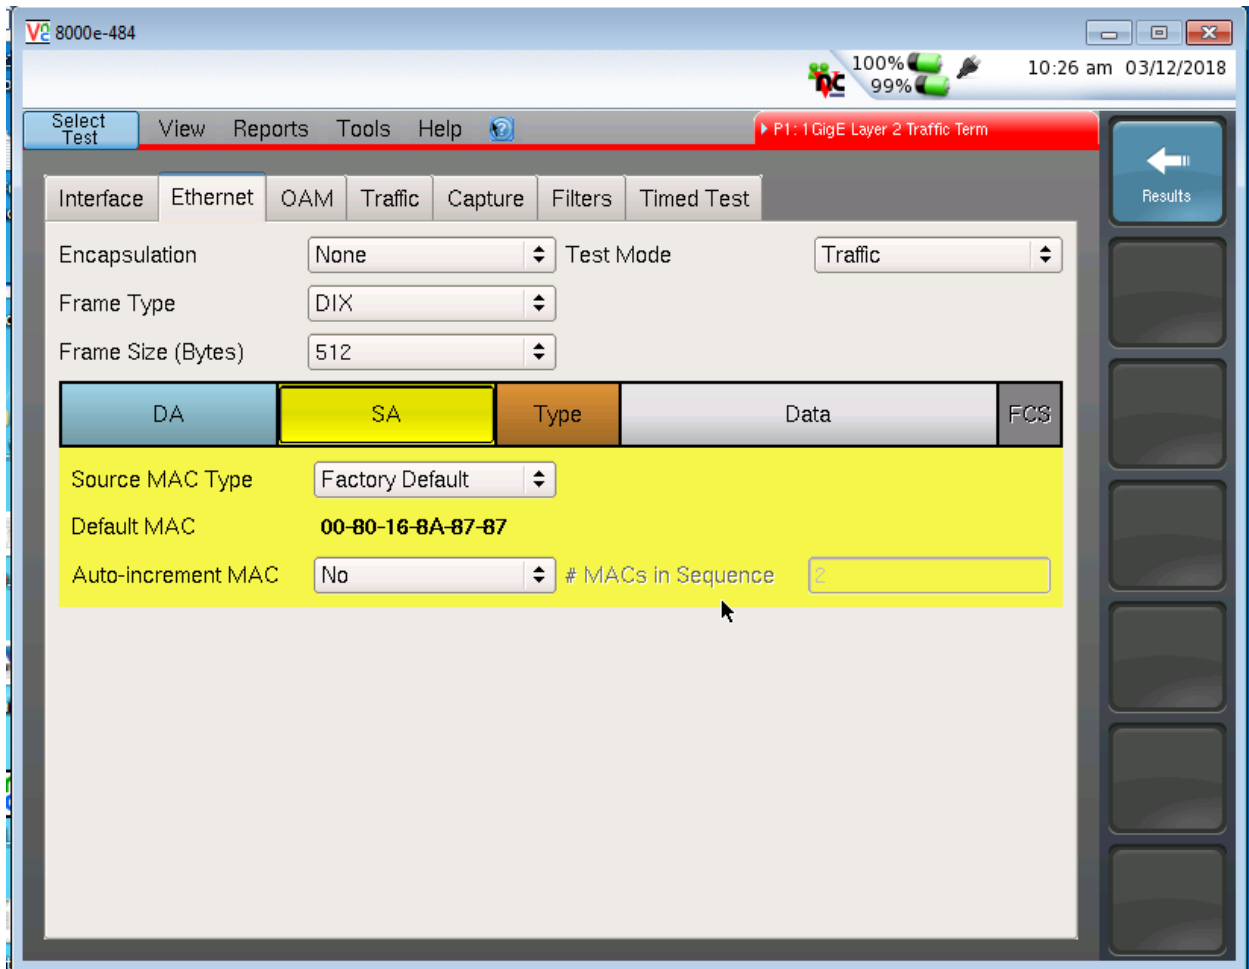 8000e-484
100%
99%
10:26 am 03/12/2018
Select Test View Reports Tools Help
P1: 1GigE Layer 2 Traffic Term
Results
Interface Ethernet OAM Traffic Capture Filters Timed Test
Encapsulation None Test Mode Traffic
Frame Type DIX
Frame Size (Bytes) 512
DA SA Type Data FCS
Source MAC Type Factory Default
Default MAC 00-80-16-8A-87-87
Auto-increment MAC No # MACs in Sequence 2